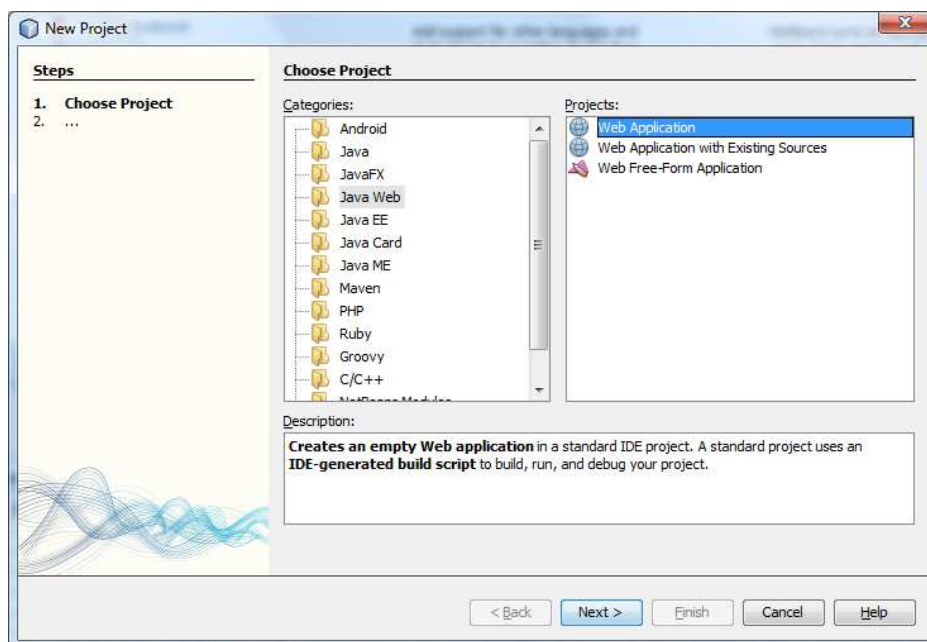 New Project
Steps
1. Choose Project
2. ...
Choose Project
Categories:
Android
Java
JavaFX
Java Web
Java EE
Java Card
Java ME
Maven
PHP
Ruby
Groovy
C/C++
NetBeans Modules
Projects:
Web Application
Web Application with Existing Sources
Web Free-Form Application
Description:
Creates an empty Web application in a standard IDE project. A standard project uses an
IDE-generated build script to build, run, and debug your project.
< Back Next > Finish Cancel Help